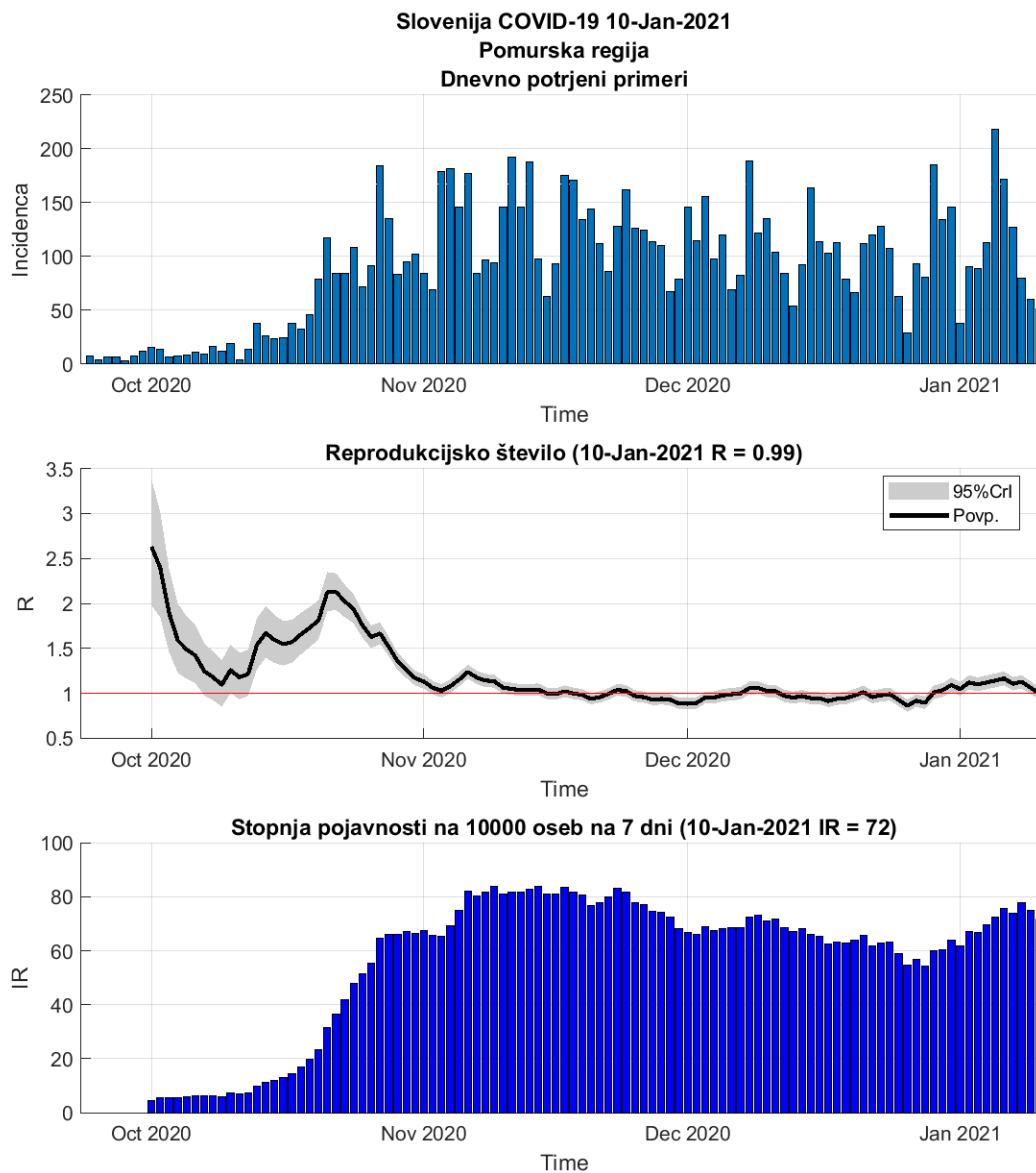 Slovenija COVID-19 10-Jan-2021
Pomurska regija
Dnevno potrjeni primeri
250
200
150
100
50
0
Incidenca
Oct 2020 Nov 2020 Dec 2020 Jan 2021
Time
Reprodukcijsko število (10-Jan-2021 R = 0.99)
3.5
3
2.5
2
1.5
1
0.5
R
95%CrI
Povp.
Oct 2020 Nov 2020 Dec 2020 Jan 2021
Time
Stopnja pojavnosti na 10000 oseb na 7 dni (10-Jan-2021 IR = 72)
100
80
60
40
20
0
IR
Oct 2020 Nov 2020 Dec 2020 Jan 2021
Time